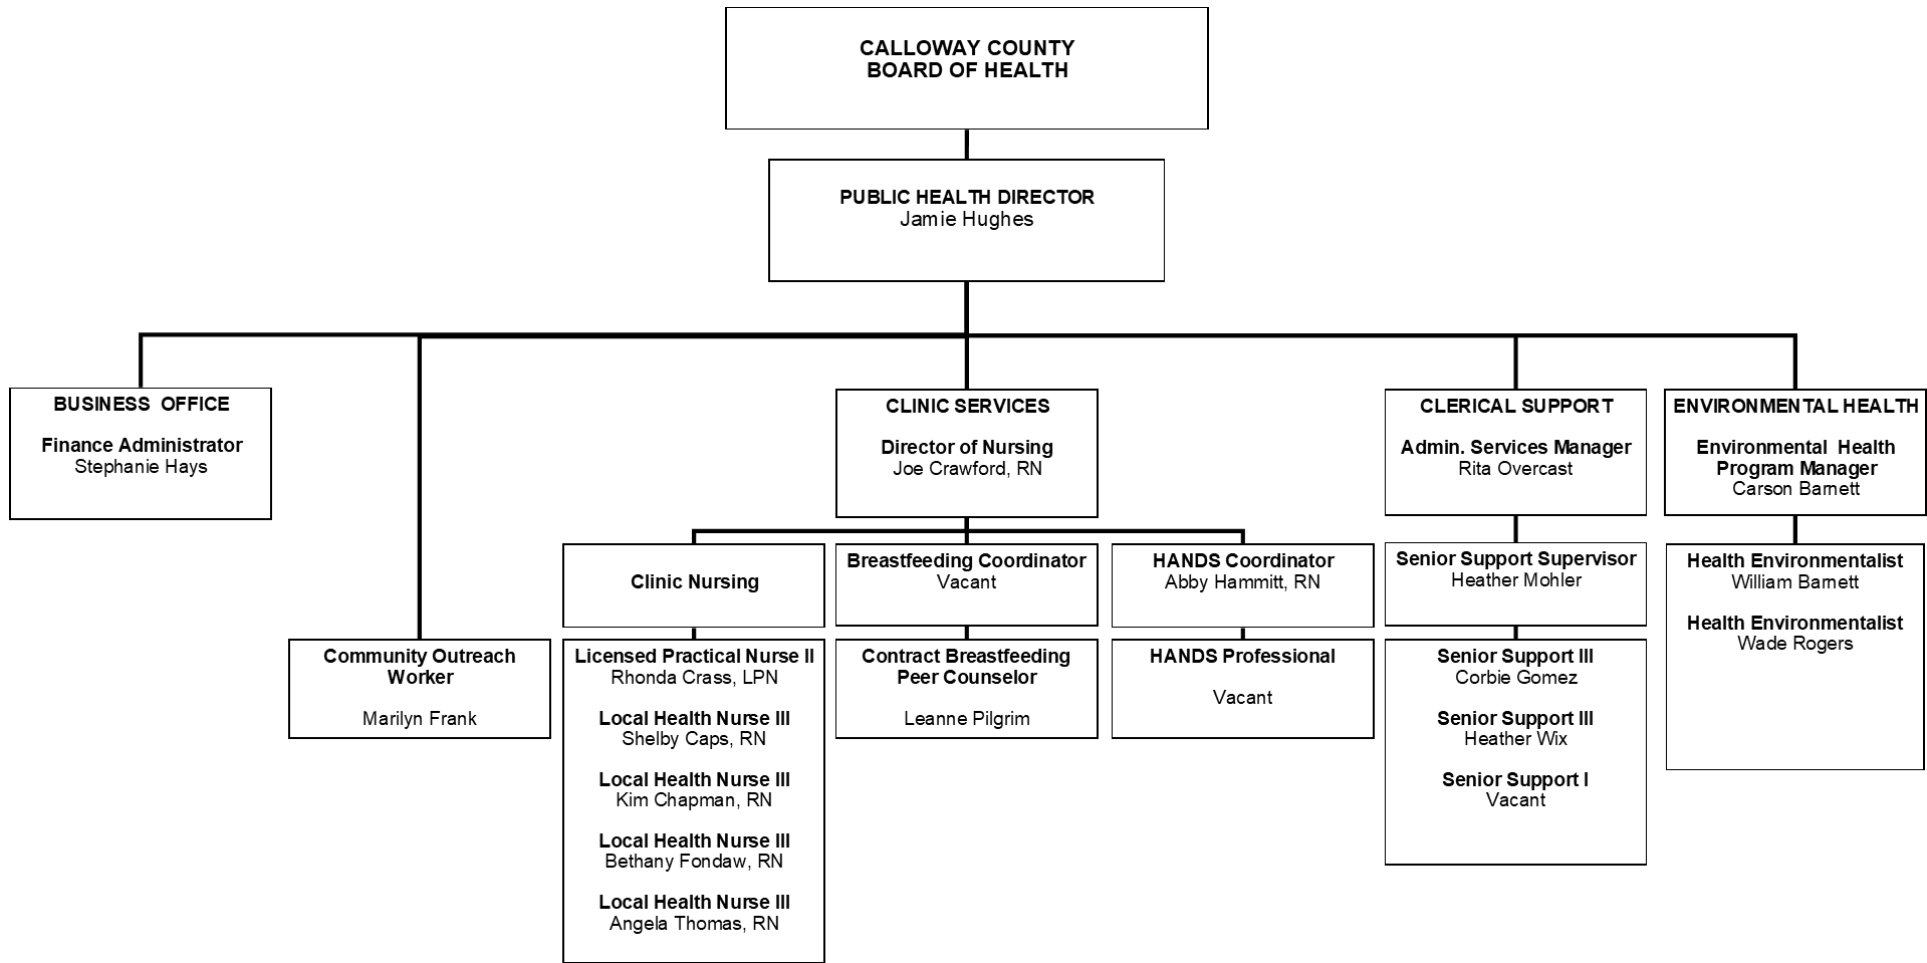 CALLOWAY COUNTY
BOARD OF HEALTH
PUBLIC HEALTH DIRECTOR
Jamie Hughes
BUSINESS OFFICE
Finance Administrator
Stephanie Hays
CLINIC SERVICES
Director of Nursing
Joe Crawford, RN
CLERICAL SUPPORT
Admin. Services Manager
Rita Overcast
ENVIRONMENTAL HEALTH
Environmental Health
Program Manager
Carson Barnett
Clinic Nursing
Breastfeeding Coordinator
Vacant
HANDS Coordinator
Abby Hammitt, RN
Senior Support Supervisor
Heather Mohler
Health Environmentalist
William Barnett
Health Environmentalist
Wade Rogers
Community Outreach
Worker
Marilyn Frank
Licensed Practical Nurse II
Rhonda Crass, LPN
Local Health Nurse III
Shelby Caps, RN
Local Health Nurse III
Kim Chapman, RN
Local Health Nurse III
Bethany Fondaw, RN
Local Health Nurse III
Angela Thomas, RN
Contract Breastfeeding
Peer Counselor
Leanne Pilgrim
HANDS Professional
Vacant
Senior Support III
Corbie Gomez
Senior Support III
Heather Wix
Senior Support I
Vacant